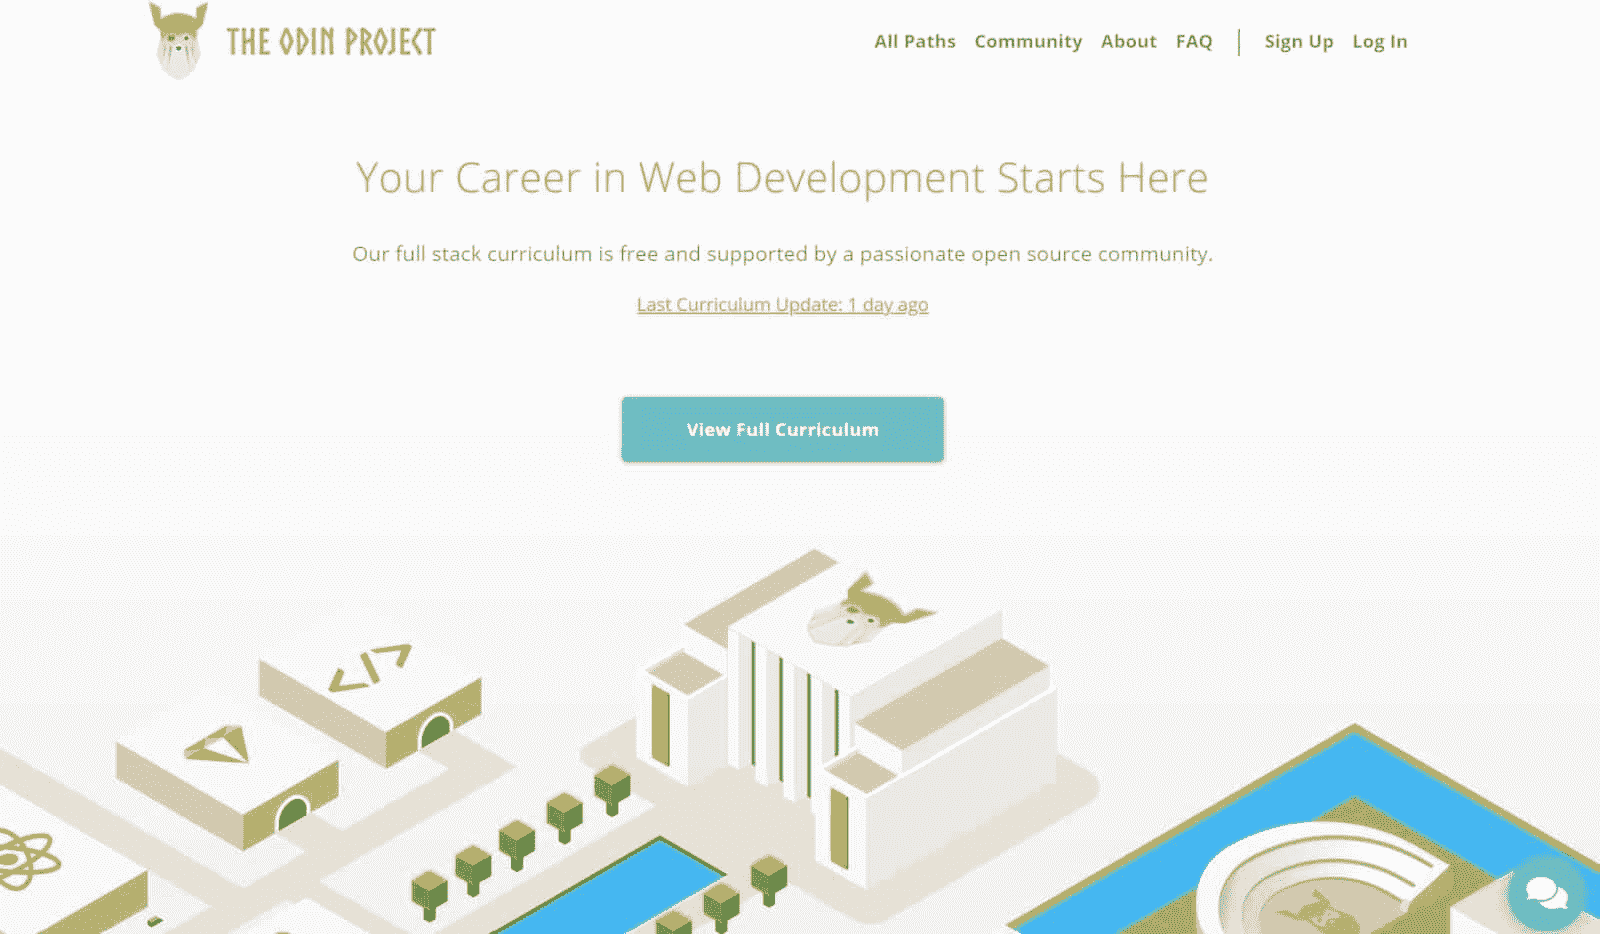 THE ODIN PROJECT
All Paths Community About FAQ | Sign Up Log In
Your Career in Web Development Starts Here
Our full stack curriculum is free and supported by a passionate open source community.
Last Curriculum Update: 1 day ago
View Full Curriculum
</>